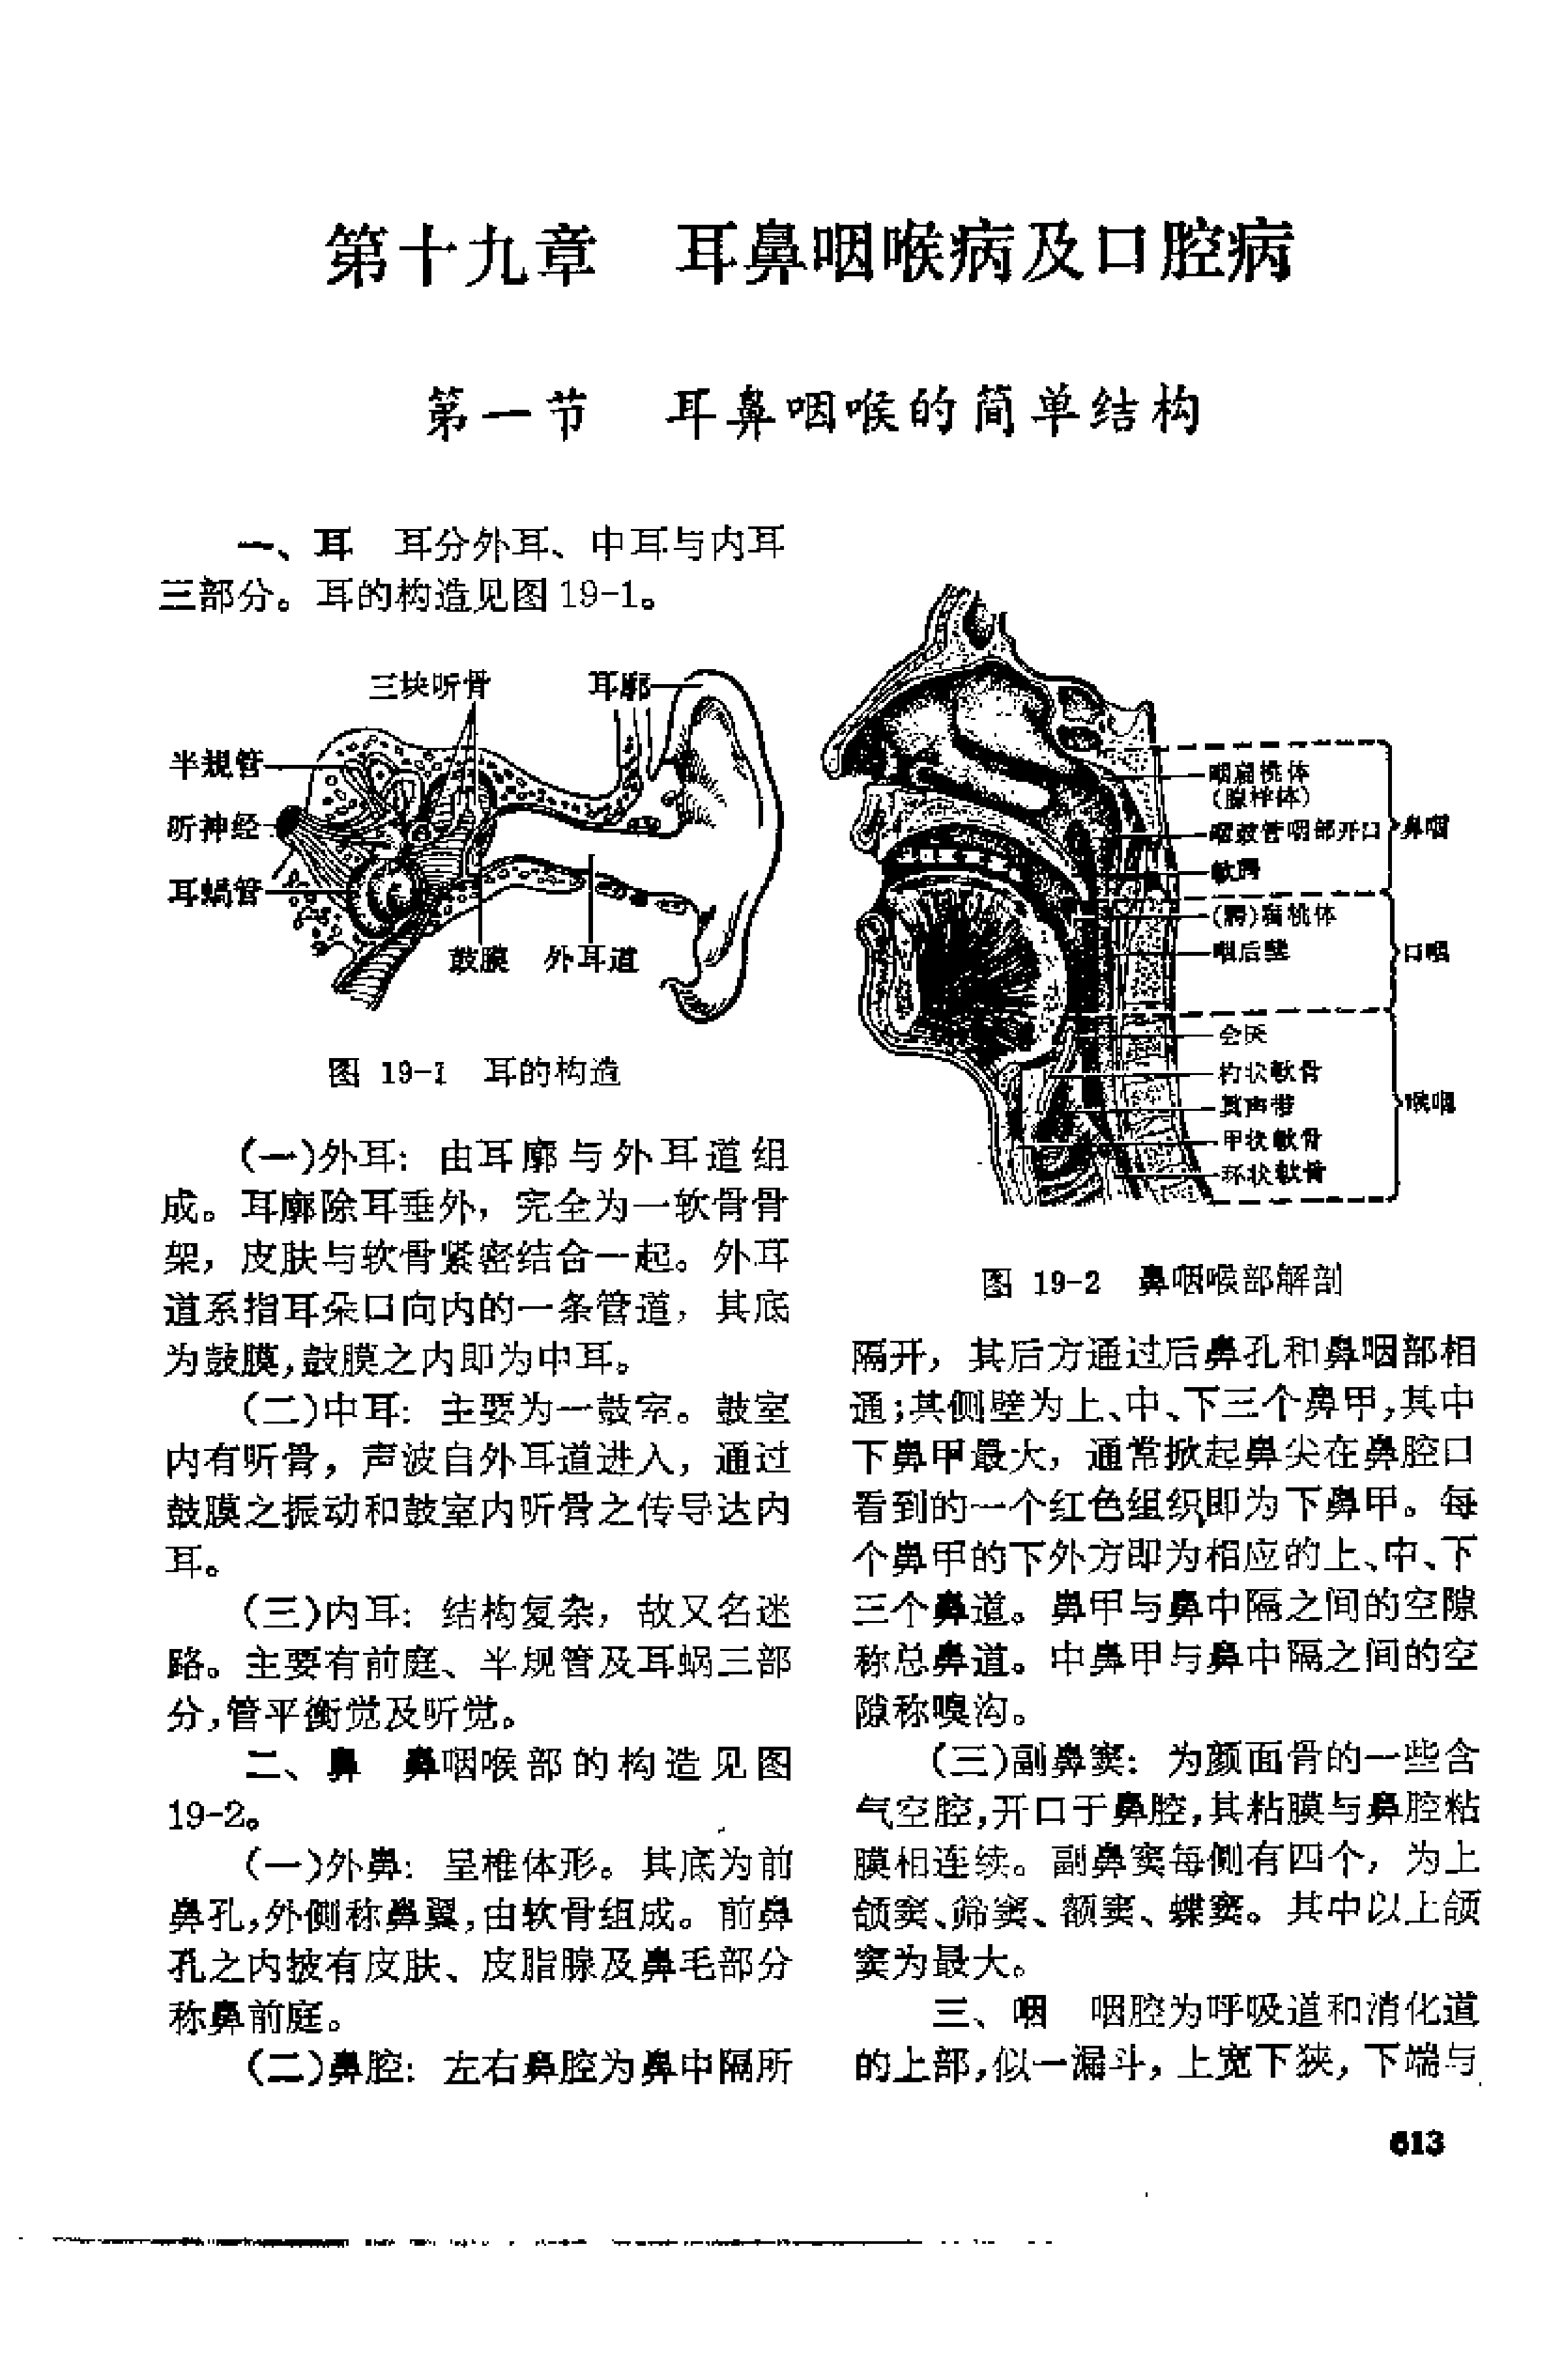 第十九章　耳鼻咽喉病及口腔病
第一节　耳鼻咽喉的简单结构
一、耳　耳分外耳、中耳与内耳
三部分。耳的构造见图19-1。
三块听骨
耳廓
半规管
听神经
耳蜗管
鼓膜
外耳道
图 19-1　耳的构造
(一)外耳：由耳廓与外耳道组
成。耳廓除耳垂外，完全为一软骨骨
架，皮肤与软骨紧密结合一起。外耳
道系指耳朵口向内的一条管道，其底
为鼓膜,鼓膜之内即为中耳。
(二)中耳：主要为一鼓室。鼓室
内有听骨，声波自外耳道进入，通过
鼓膜之振动和鼓室内听骨之传导达内
耳。
(三)内耳：结构复杂，故又名迷
路。主要有前庭、半规管及耳蜗三部
分,管平衡觉及听觉。
二、鼻　鼻咽喉部的构造见图
19-2。
(一)外鼻：呈椎体形。其底为前
鼻孔,外侧称鼻翼,由软骨组成。前鼻
孔之内披有皮肤、皮脂腺及鼻毛部分
称鼻前庭。
(二)鼻腔：左右鼻腔为鼻中隔所
咽扁桃体
(腺样体)
咽鼓管咽部开口
鼻咽
软腭
(腭)扁桃体
咽后壁
口咽
会厌
杓状软骨
真声带
喉咽
甲状软骨
环状软骨
图 19-2　鼻咽喉部解剖
隔开，其后方通过后鼻孔和鼻咽部相
通;其侧壁为上、中、下三个鼻甲,其中
下鼻甲最大，通常掀起鼻尖在鼻腔口
看到的一个红色组织即为下鼻甲。每
个鼻甲的下外方即为相应的上、中、下
三个鼻道。鼻甲与鼻中隔之间的空隙
称总鼻道。中鼻甲与鼻中隔之间的空
隙称嗅沟。
(三)副鼻窦：为颜面骨的一些含
气空腔,开口于鼻腔,其粘膜与鼻腔粘
膜相连续。副鼻窦每侧有四个，为上
颌窦、筛窦、额窦、蝶窦。其中以上颌
窦为最大。
三、咽　咽腔为呼吸道和消化道
的上部,似一漏斗，上宽下狭，下端与
613